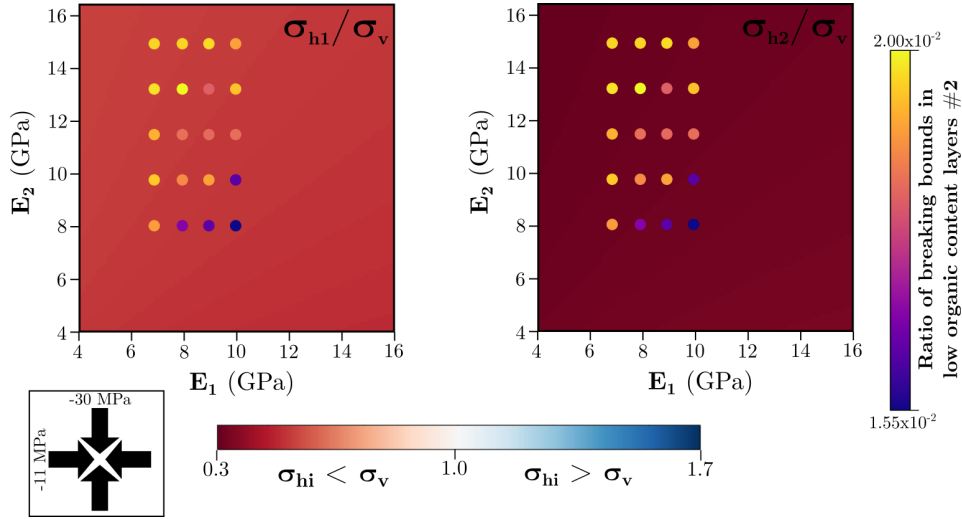 σh1/σv
16
14
12
10
8
6
4
E2 (GPa)
4 6 8 10 12 14 16
E1 (GPa)
σh2/σv
16
14
12
10
8
6
4
E2 (GPa)
4 6 8 10 12 14 16
E1 (GPa)
2.00x10-2
Ratio of breaking bounds in
low organic content layers #2
1.55x10-2
-30 MPa
-11 MPa
0.3 1.0 1.7
σhi < σv σhi > σv